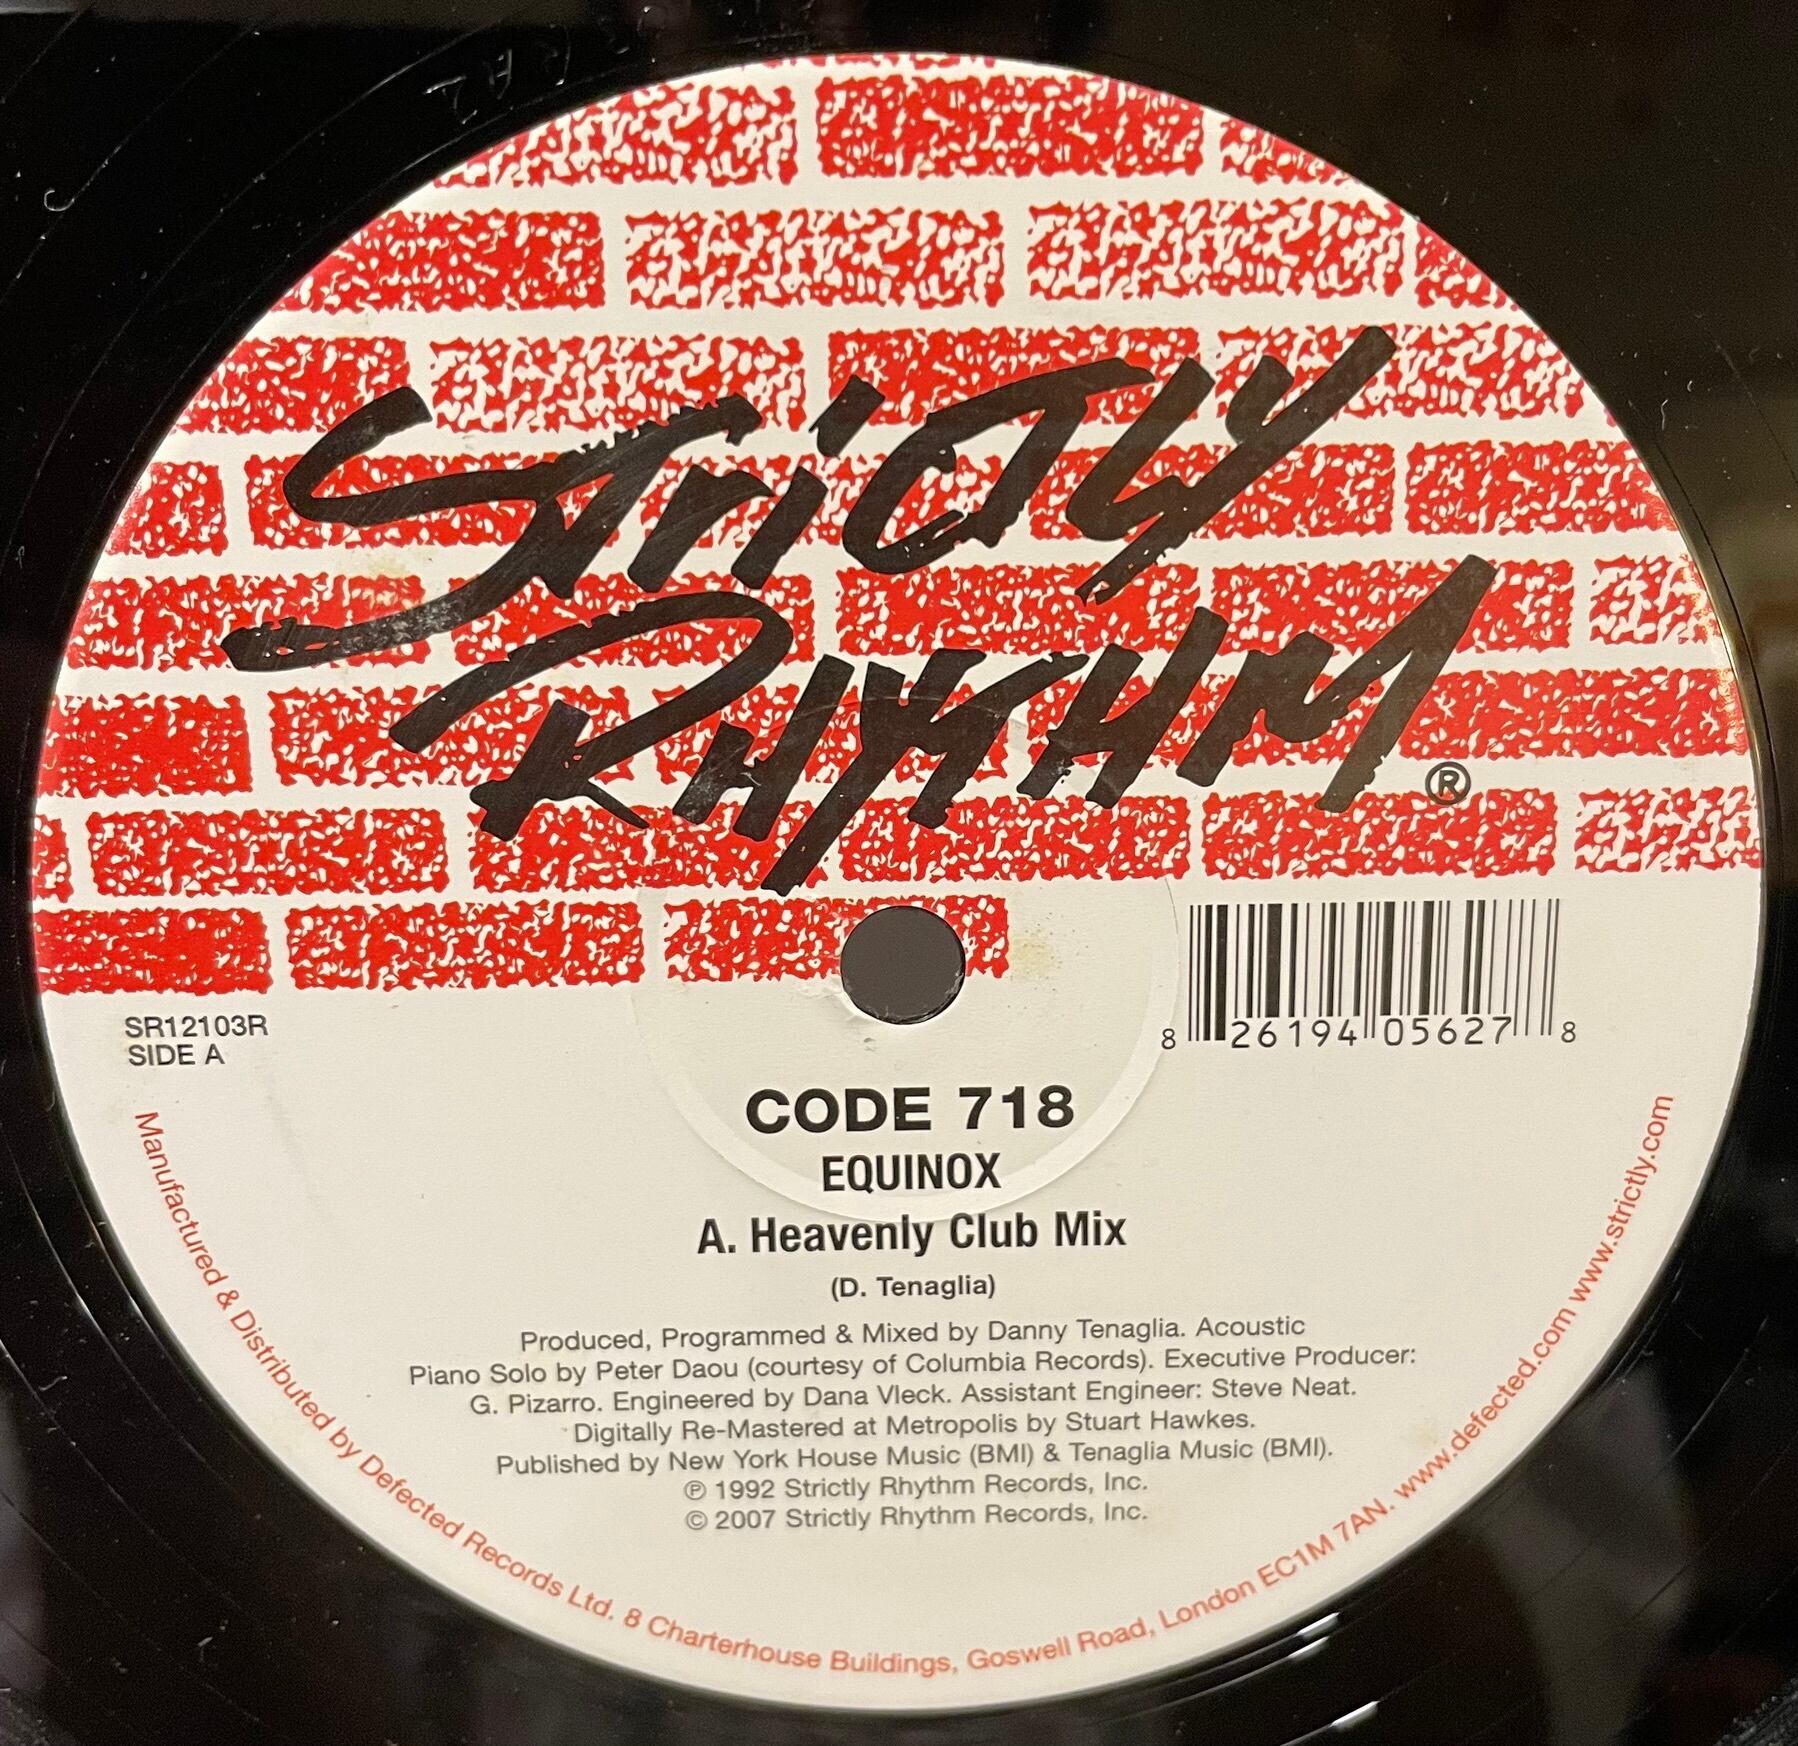 Strictly
Rhythm
®
SR12103R
SIDE A
8 26194 05627 8
CODE 718
EQUINOX
A. Heavenly Club Mix
(D. Tenaglia)
Produced, Programmed & Mixed by Danny Tenaglia. Acoustic
Piano Solo by Peter Daou (courtesy of Columbia Records). Executive Producer:
G. Pizarro. Engineered by Dana Vleck. Assistant Engineer: Steve Neat.
Digitally Re-Mastered at Metropolis by Stuart Hawkes.
Published by New York House Music (BMI) & Tenaglia Music (BMI).
℗ 1992 Strictly Rhythm Records, Inc.
© 2007 Strictly Rhythm Records, Inc.
Manufactured & Distributed by Defected Records Ltd. 8 Charterhouse Buildings, Goswell Road, London EC1M 7AN. www.defected.com www.strictly.com